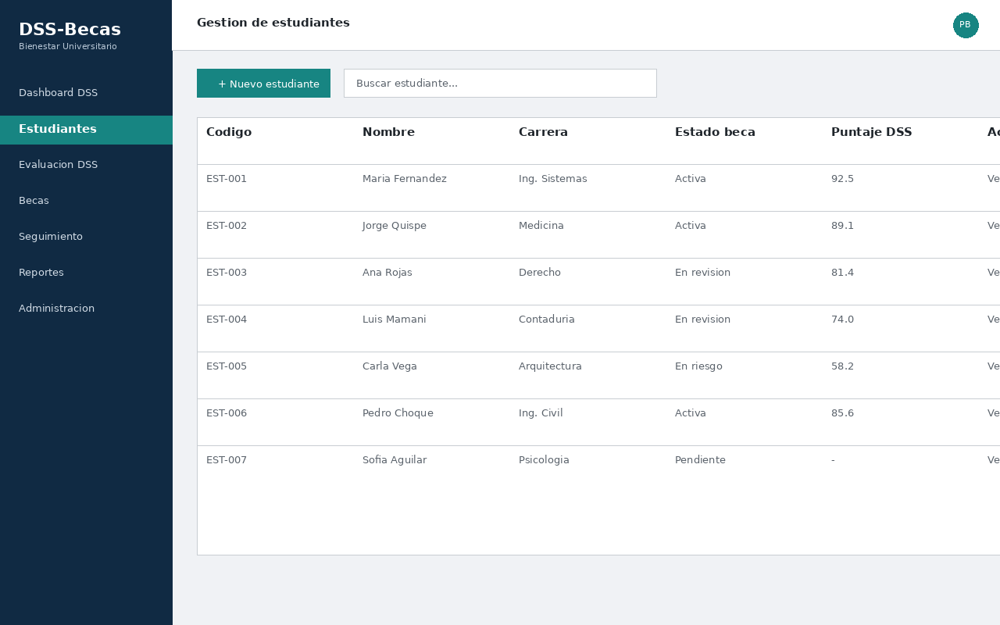 DSS-Becas
Bienestar Universitario
Dashboard DSS
Estudiantes
Evaluacion DSS
Becas
Seguimiento
Reportes
Administracion
Gestion de estudiantes
PB
+ Nuevo estudiante
Buscar estudiante...
Codigo Nombre Carrera Estado beca Puntaje DSS
EST-001 Maria Fernandez Ing. Sistemas Activa 92.5 Ve
EST-002 Jorge Quispe Medicina Activa 89.1 Ve
EST-003 Ana Rojas Derecho En revision 81.4 Ve
EST-004 Luis Mamani Contaduria En revision 74.0 Ve
EST-005 Carla Vega Arquitectura En riesgo 58.2 Ve
EST-006 Pedro Choque Ing. Civil Activa 85.6 Ve
EST-007 Sofia Aguilar Psicologia Pendiente - Ve